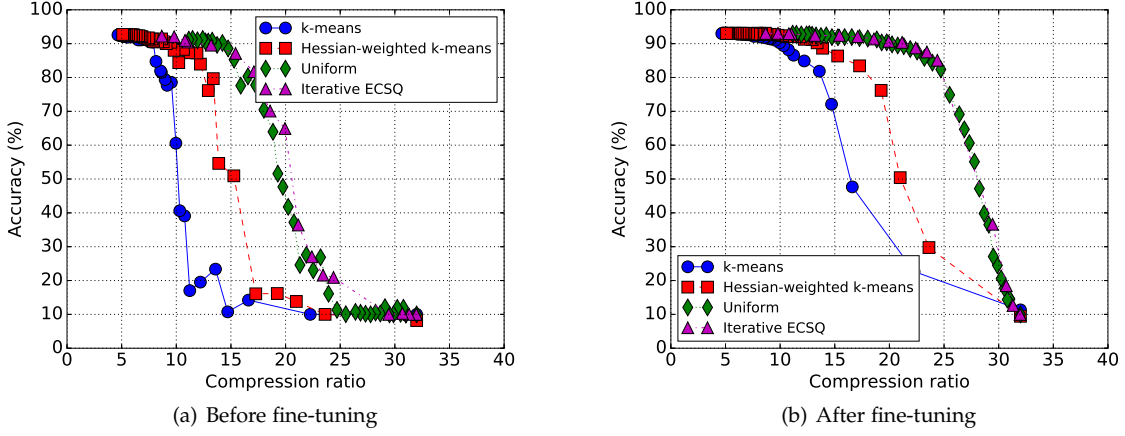 100
90
80
70
60
50
40
30
20
10
0
Accuracy (%)
k-means
Hessian-weighted k-means
Uniform
Iterative ECSQ
0 5 10 15 20 25 30 35 40
Compression ratio
(a) Before fine-tuning
100
90
80
70
60
50
40
30
20
10
0
Accuracy (%)
k-means
Hessian-weighted k-means
Uniform
Iterative ECSQ
0 5 10 15 20 25 30 35 40
Compression ratio
(b) After fine-tuning